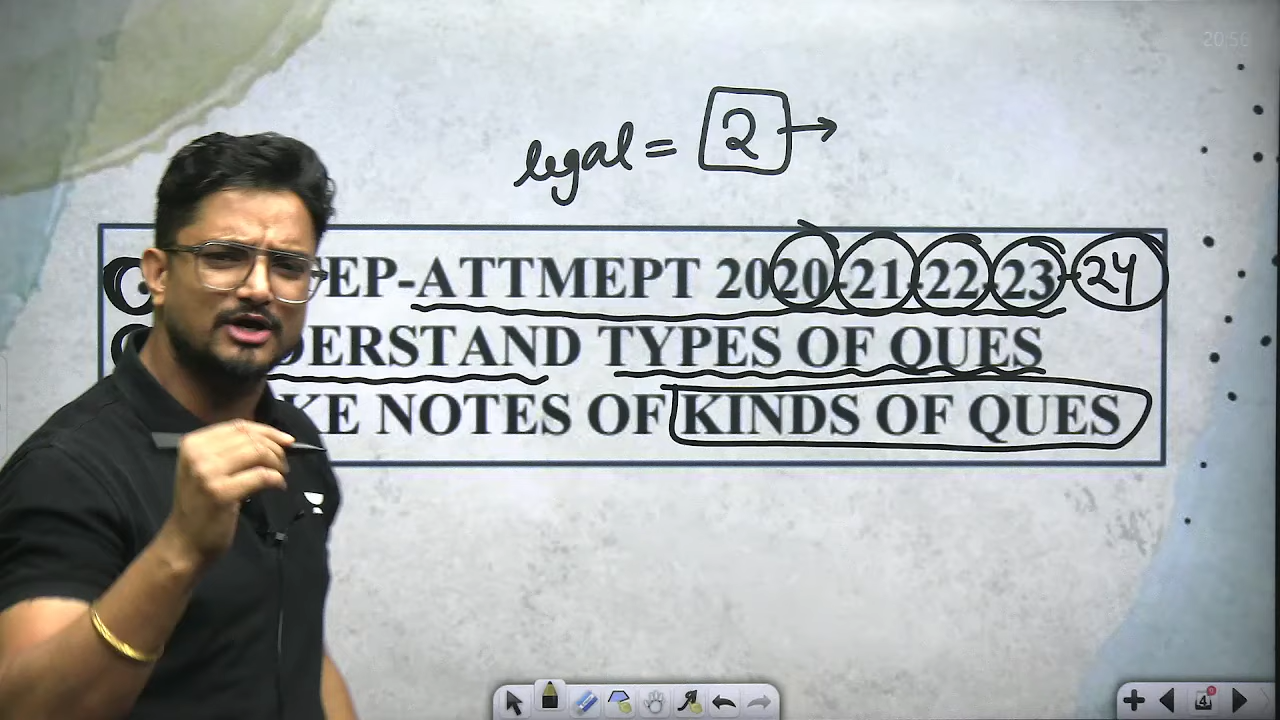 20:56
legal = 2 →
EP-ATTMEPT 2020-21-22-23-24
DERSTAND TYPES OF QUES
KE NOTES OF KINDS OF QUES
4